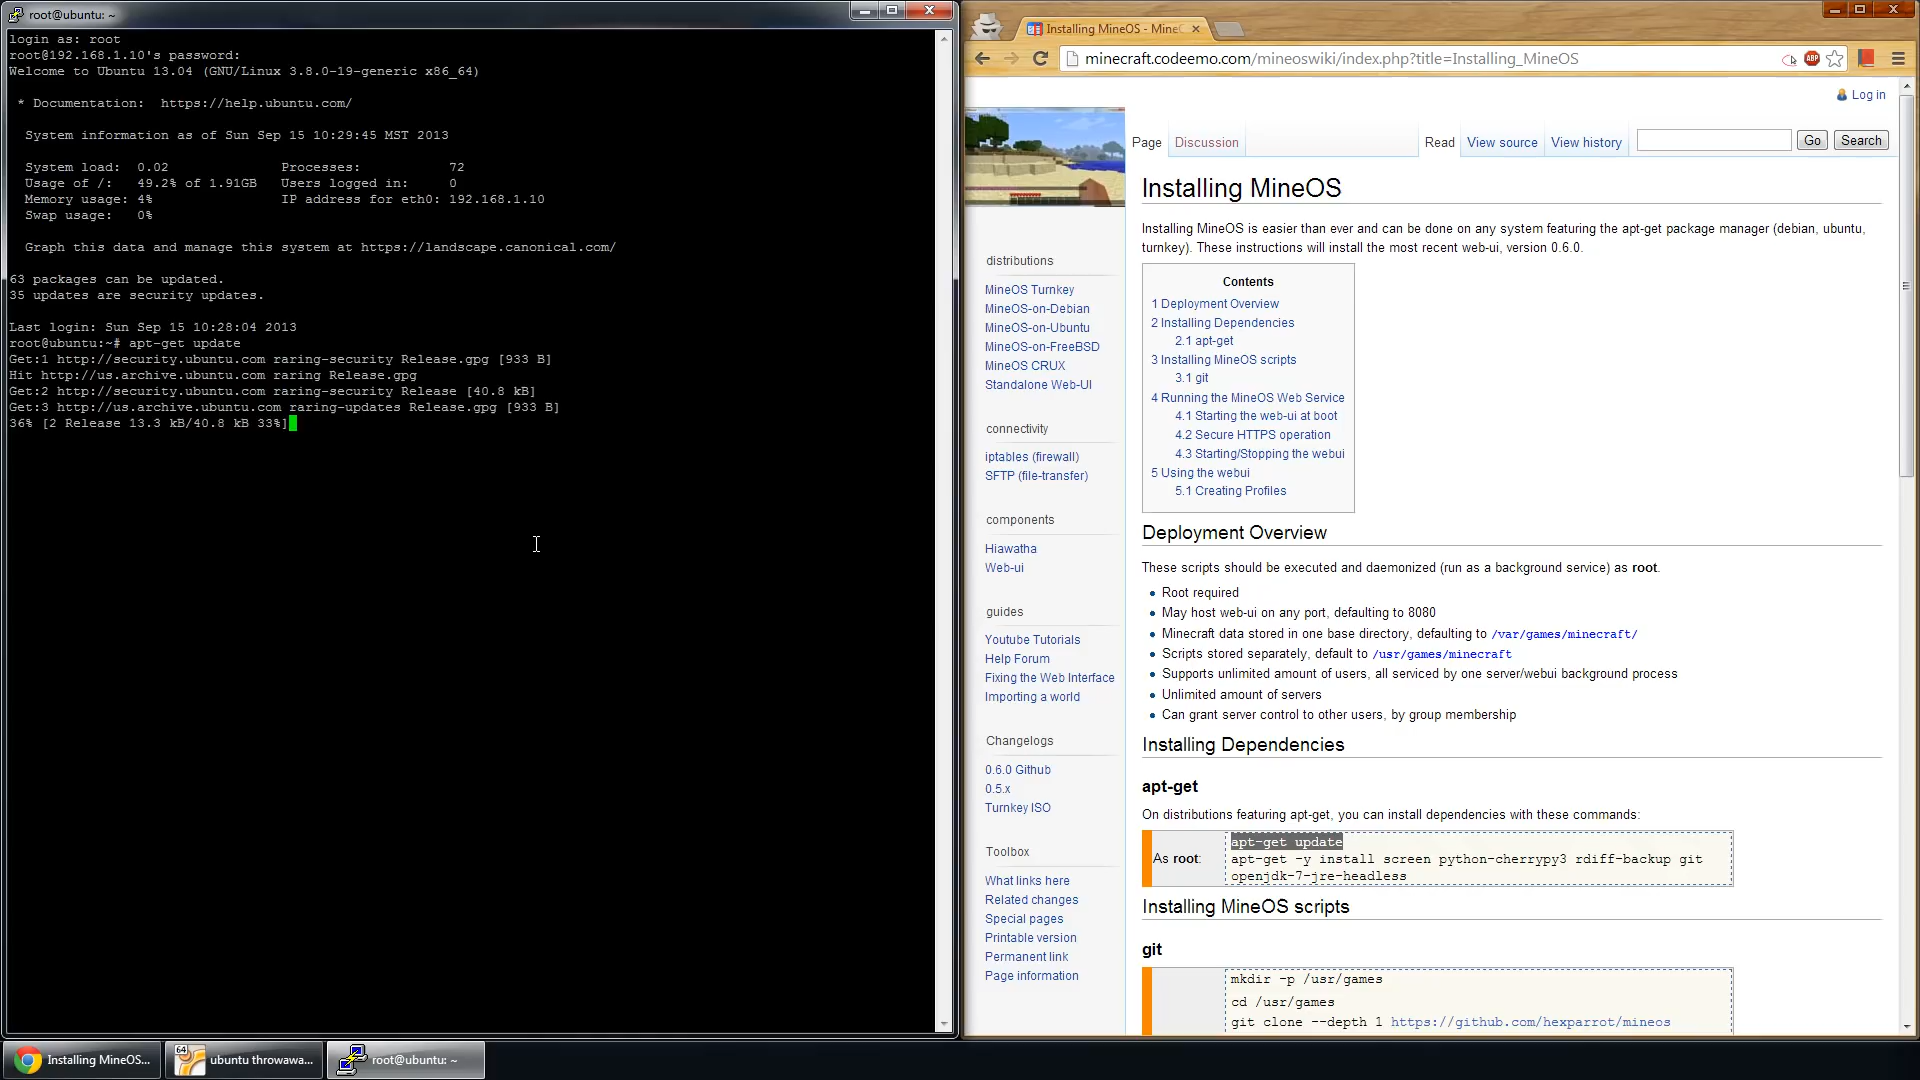 root@ubuntu: ~
login as: root
root@192.168.1.10's password:
Welcome to Ubuntu 13.04 (GNU/Linux 3.8.0-19-generic x86_64)
* Documentation:  https://help.ubuntu.com/
System information as of Sun Sep 15 10:29:45 MST 2013
System load:  0.02              Processes:           72
Usage of /:   49.2% of 1.91GB   Users logged in:     0
Memory usage: 4%                IP address for eth0: 192.168.1.10
Swap usage:   0%
Graph this data and manage this system at https://landscape.canonical.com/
63 packages can be updated.
35 updates are security updates.
Last login: Sun Sep 15 10:28:04 2013
root@ubuntu:~# apt-get update
Get:1 http://security.ubuntu.com raring-security Release.gpg [933 B]
Hit http://us.archive.ubuntu.com raring Release.gpg
Get:2 http://security.ubuntu.com raring-security Release [40.8 kB]
Get:3 http://us.archive.ubuntu.com raring-updates Release.gpg [933 B]
36% [2 Release 13.3 kB/40.8 kB 33%]
Installing MineOS - MineC
minecraft.codeemo.com/mineoswiki/index.php?title=Installing_MineOS
ABP
Log in
Page Discussion Read View source View history Go Search
distributions
MineOS Turnkey
MineOS-on-Debian
MineOS-on-Ubuntu
MineOS-on-FreeBSD
MineOS CRUX
Standalone Web-UI
connectivity
iptables (firewall)
SFTP (file-transfer)
components
Hiawatha
Web-ui
guides
Youtube Tutorials
Help Forum
Fixing the Web Interface
Importing a world
Changelogs
0.6.0 Github
0.5.x
Turnkey ISO
Toolbox
What links here
Related changes
Special pages
Printable version
Permanent link
Page information
Installing MineOS
Installing MineOS is easier than ever and can be done on any system featuring the apt-get package manager (debian, ubuntu,
turnkey). These instructions will install the most recent web-ui, version 0.6.0.
Contents
1 Deployment Overview
2 Installing Dependencies
2.1 apt-get
3 Installing MineOS scripts
3.1 git
4 Running the MineOS Web Service
4.1 Starting the web-ui at boot
4.2 Secure HTTPS operation
4.3 Starting/Stopping the webui
5 Using the webui
5.1 Creating Profiles
Deployment Overview
These scripts should be executed and daemonized (run as a background service) as root.
Root required
May host web-ui on any port, defaulting to 8080
Minecraft data stored in one base directory, defaulting to /var/games/minecraft/
Scripts stored separately, default to /usr/games/minecraft
Supports unlimited amount of users, all serviced by one server/webui background process
Unlimited amount of servers
Can grant server control to other users, by group membership
Installing Dependencies
apt-get
On distributions featuring apt-get, you can install dependencies with these commands:
As root:
apt-get update
apt-get -y install screen python-cherrypy3 rdiff-backup git
openjdk-7-jre-headless
Installing MineOS scripts
git
mkdir -p /usr/games
cd /usr/games
git clone --depth 1 https://github.com/hexparrot/mineos
Installing MineOS...
64
ubuntu throwawa...
root@ubuntu: ~